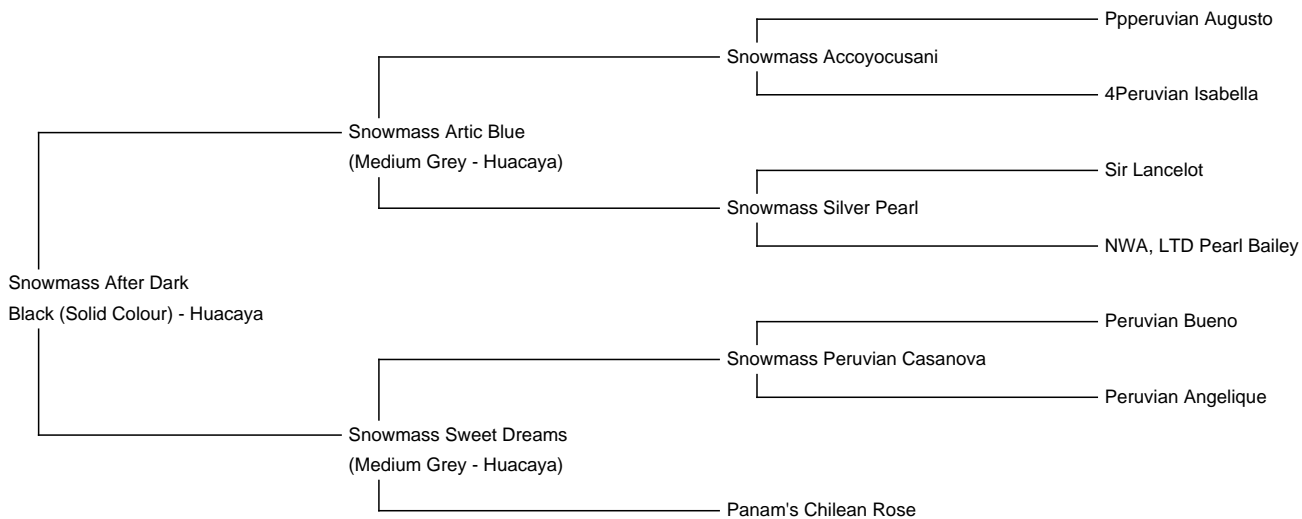 Ppperuvian Augusto
Snowmass Accoyocusani
4Peruvian Isabella
Snowmass Artic Blue
(Medium Grey - Huacaya)
Sir Lancelot
Snowmass Silver Pearl
NWA, LTD Pearl Bailey
Snowmass After Dark
Black (Solid Colour) - Huacaya
Peruvian Bueno
Snowmass Peruvian Casanova
Peruvian Angelique
Snowmass Sweet Dreams
(Medium Grey - Huacaya)
Panam's Chilean Rose